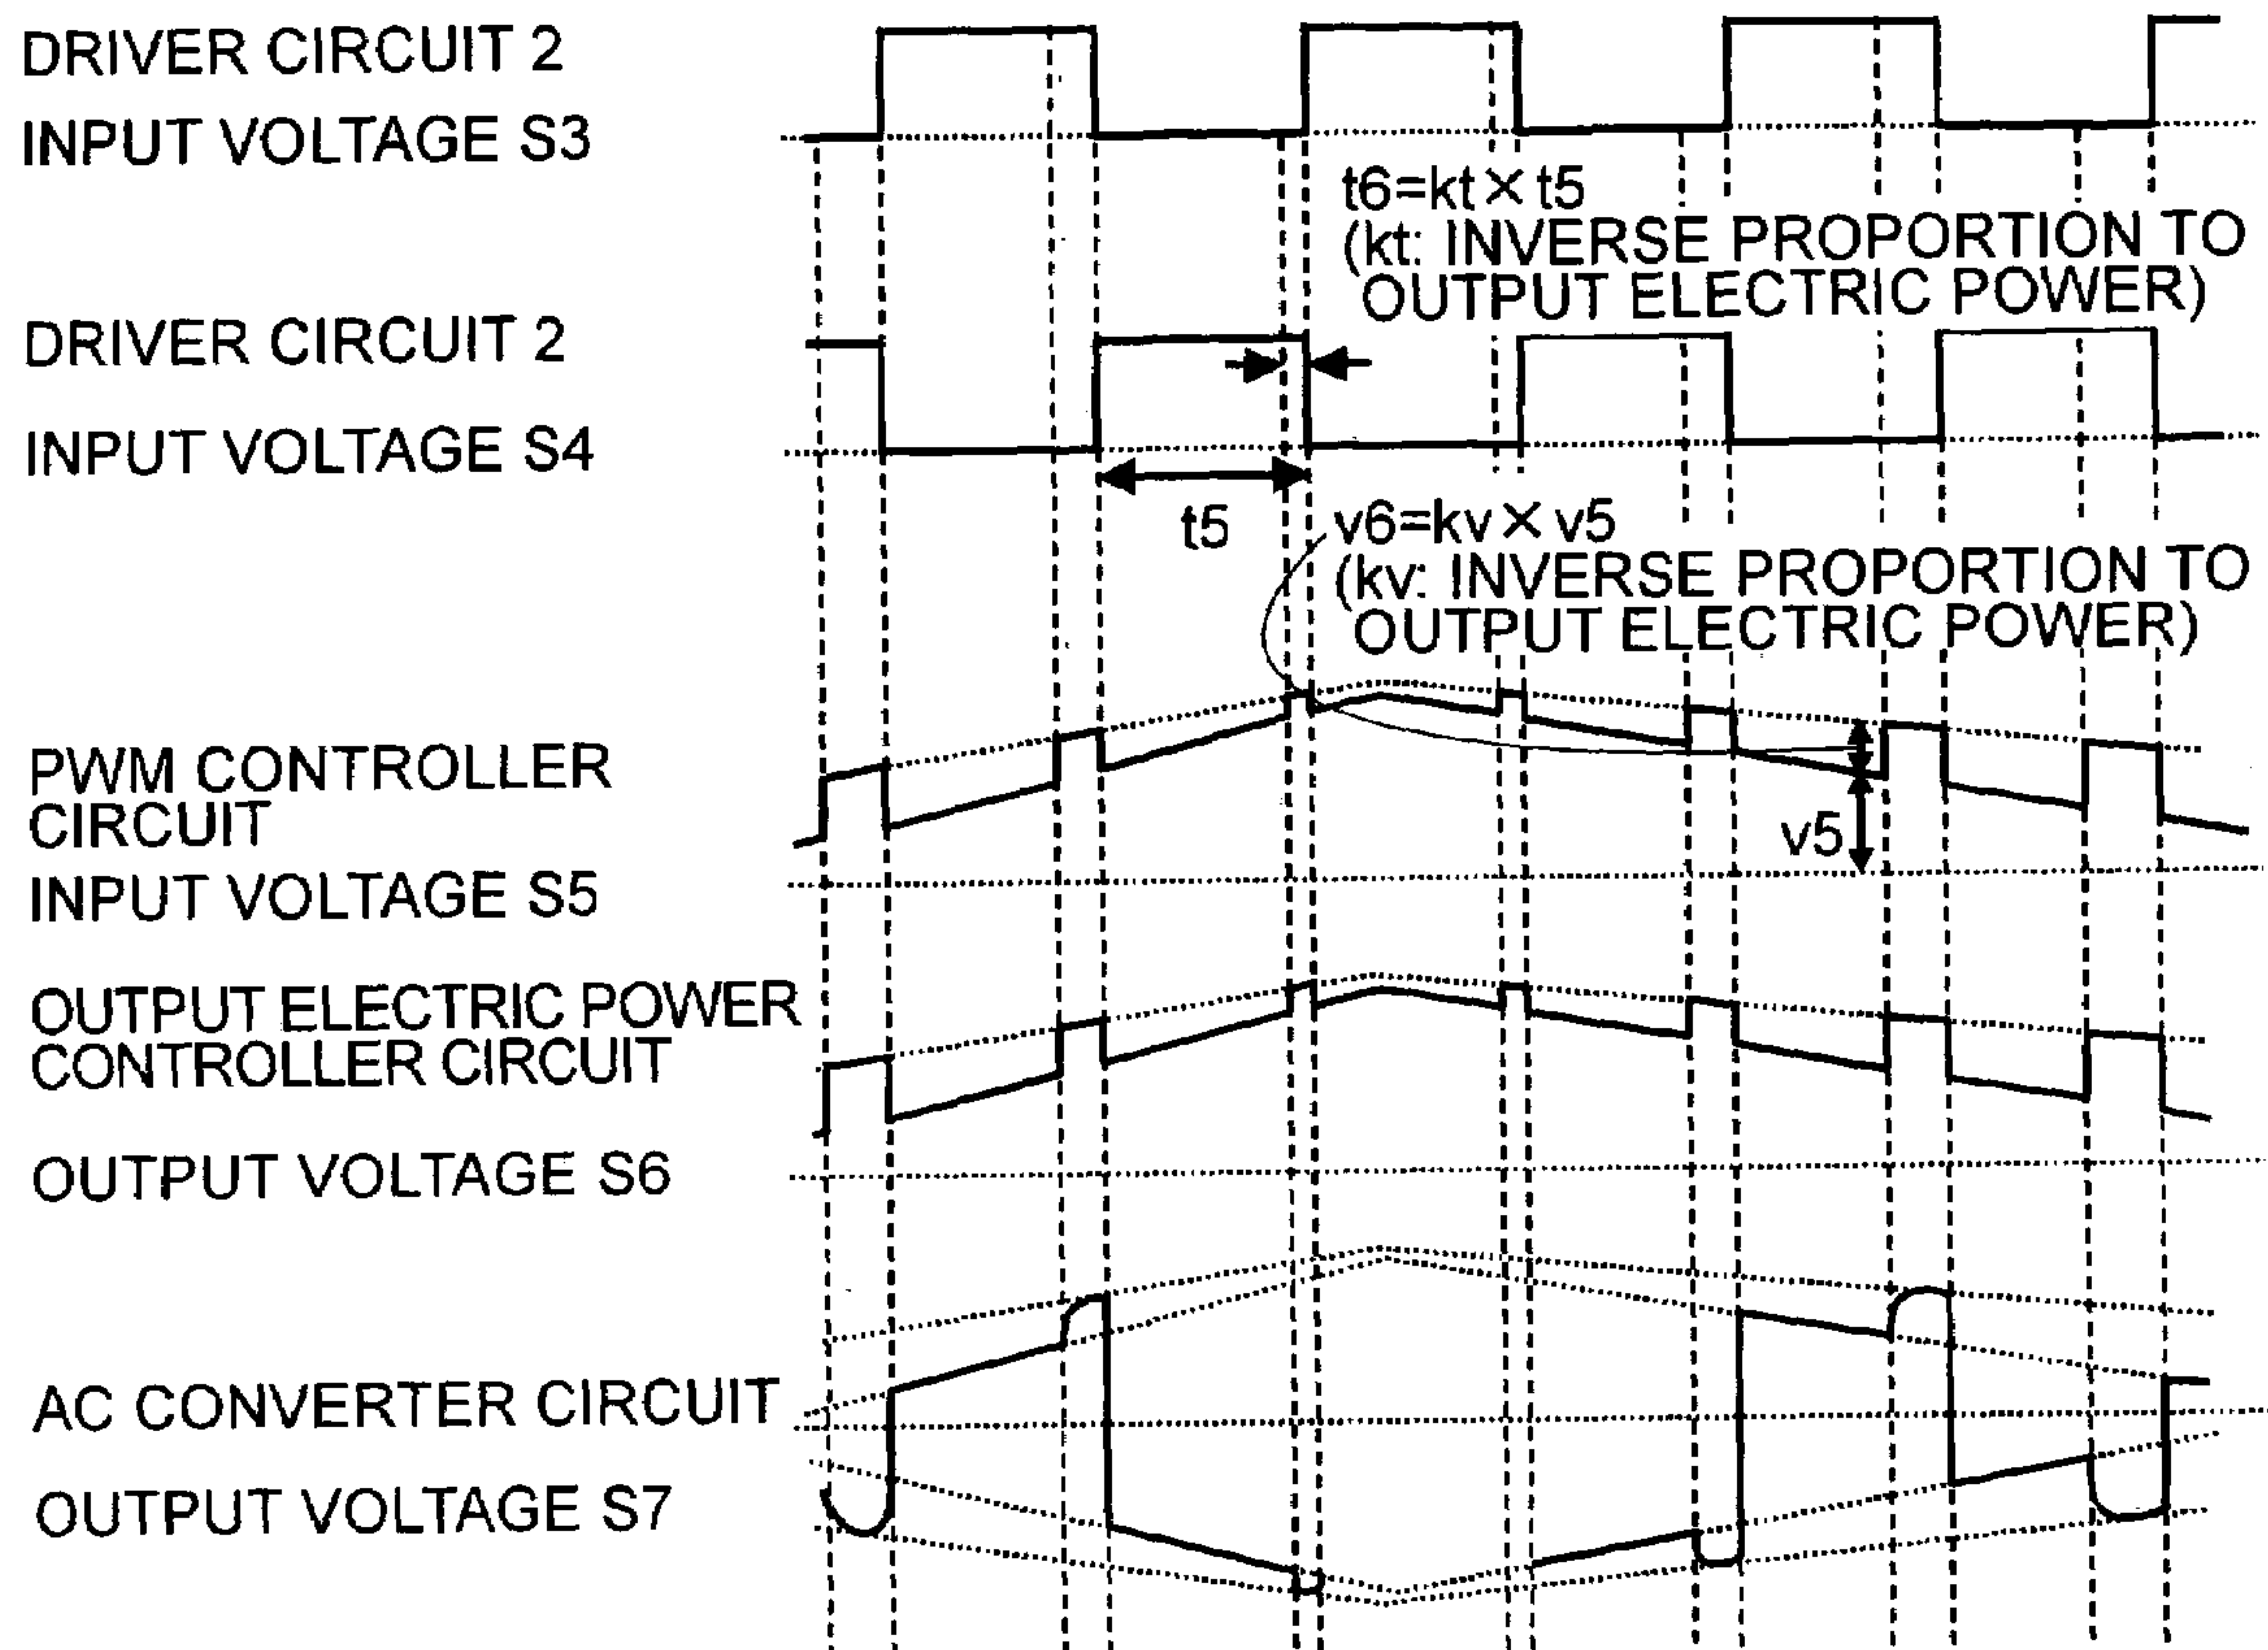 DRIVER CIRCUIT 2
INPUT VOLTAGE S3
t6=kt×t5
(kt: INVERSE PROPORTION TO
OUTPUT ELECTRIC POWER)
DRIVER CIRCUIT 2
INPUT VOLTAGE S4
t5
v6=kv×v5
(kv: INVERSE PROPORTION TO
OUTPUT ELECTRIC POWER)
PWM CONTROLLER
CIRCUIT
v5
INPUT VOLTAGE S5
OUTPUT ELECTRIC POWER
CONTROLLER CIRCUIT
OUTPUT VOLTAGE S6
AC CONVERTER CIRCUIT
OUTPUT VOLTAGE S7